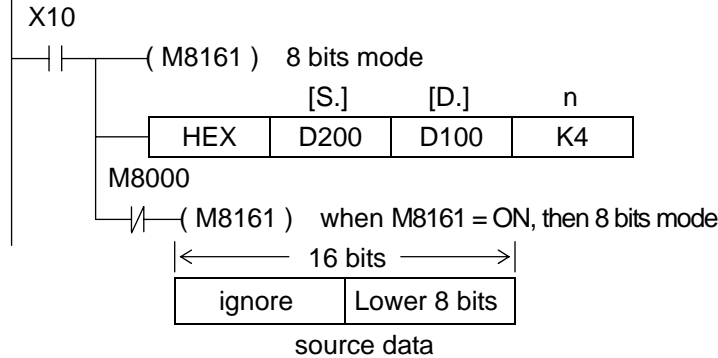 X10
( M8161 ) 8 bits mode
[S.] [D.] n
HEX D200 D100 K4
M8000
( M8161 ) when M8161 = ON, then 8 bits mode
16 bits
ignore Lower 8 bits
source data